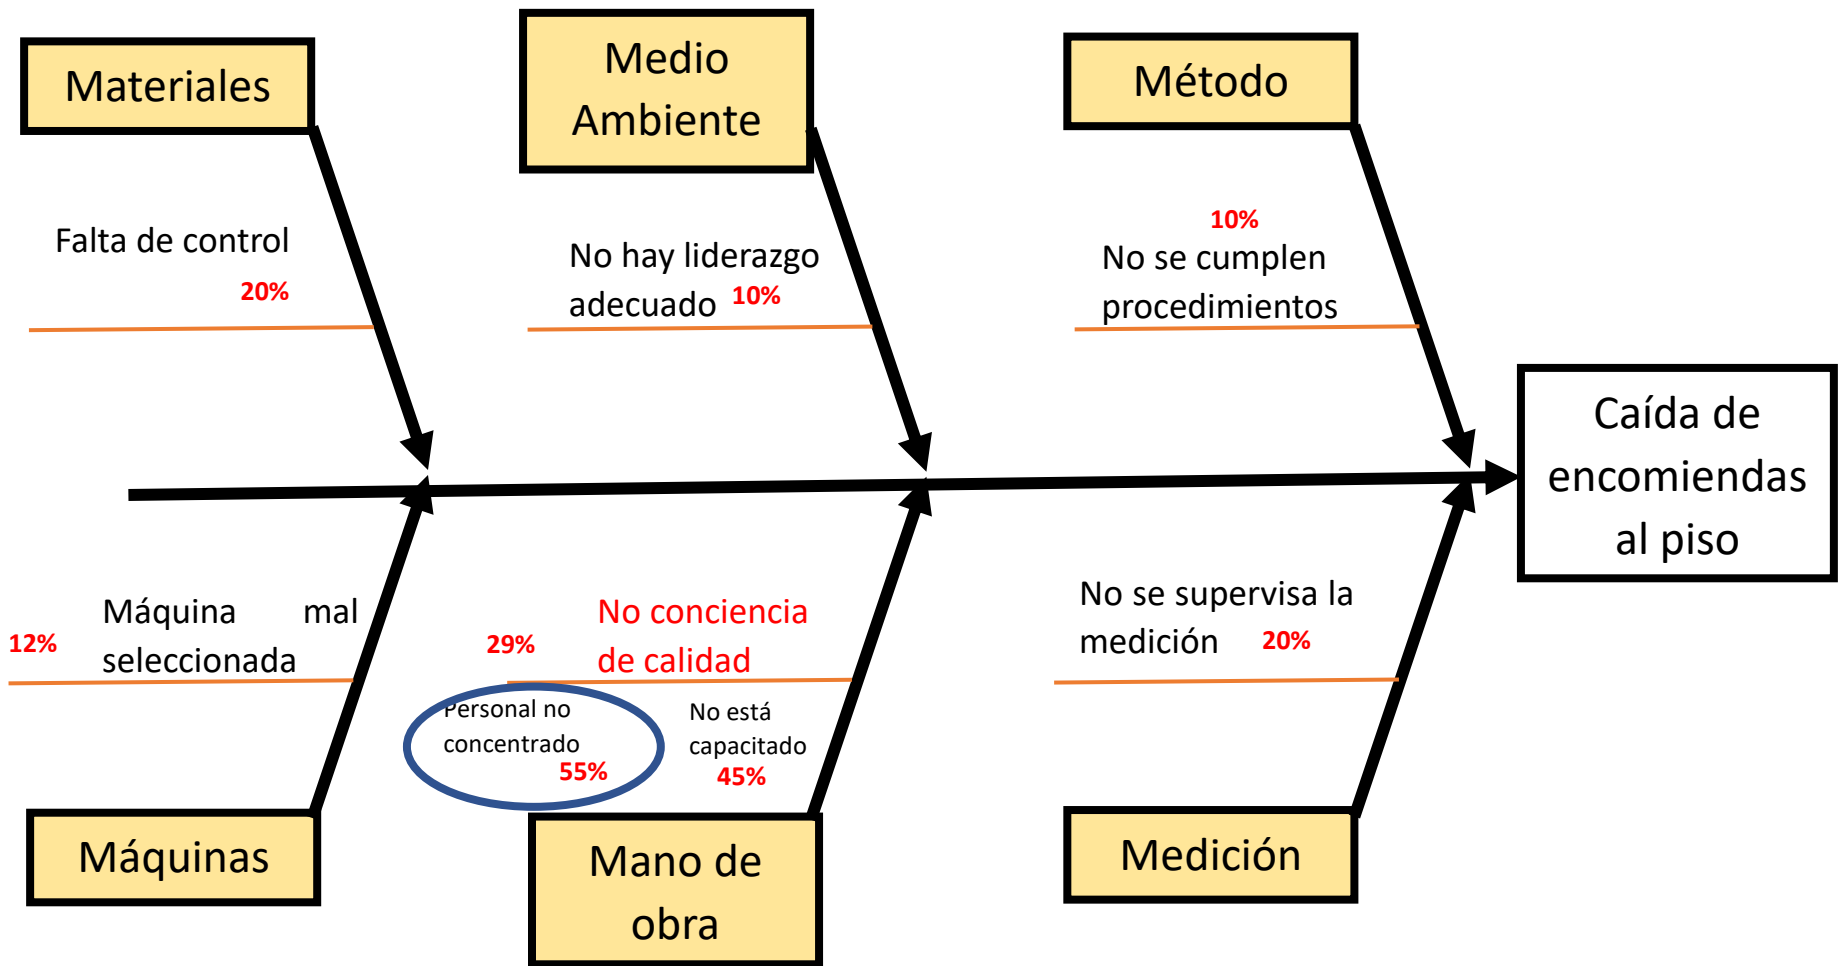 Materiales
Medio
Ambiente
Método
Falta de control
20%
No hay liderazgo
adecuado 10%
10%
No se cumplen
procedimientos
Caída de
encomiendas
al piso
Máquina mal
seleccionada
12%
No conciencia
de calidad
29%
Personal no
concentrado
55%
No está
capacitado
45%
No se supervisa la
medición 20%
Máquinas
Mano de
obra
Medición